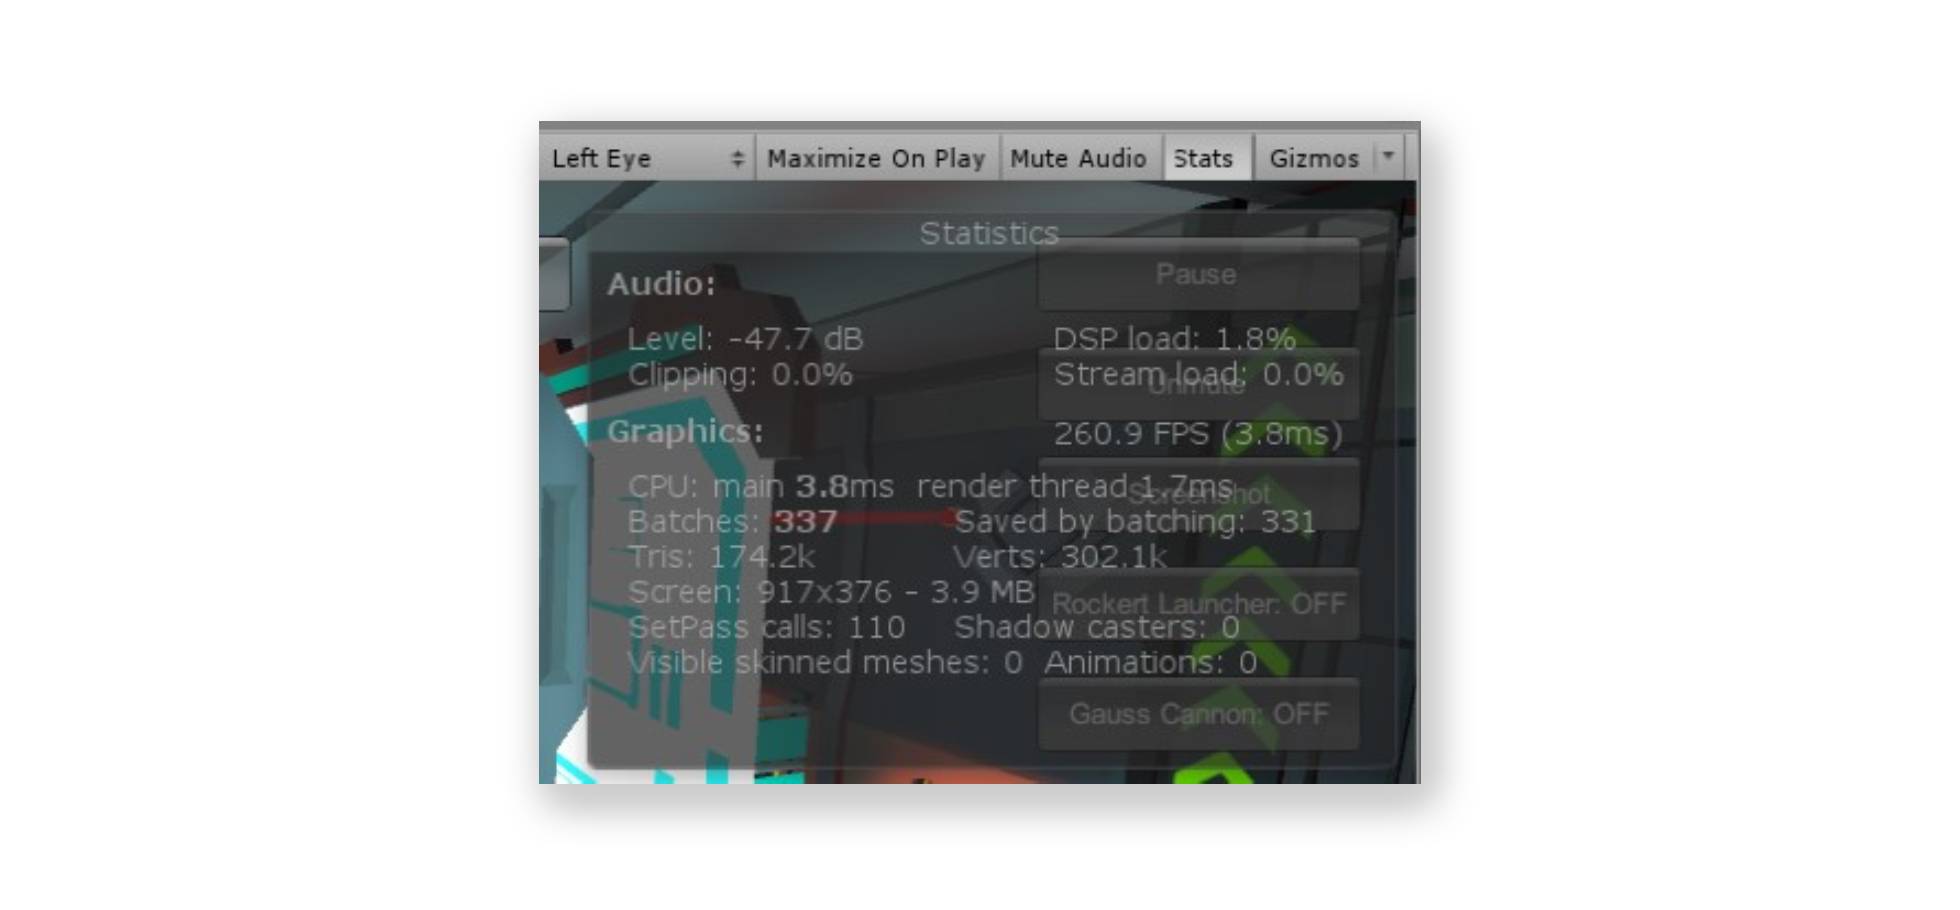 Left Eye Maximize On Play Mute Audio Stats Gizmos
Statistics
Pause
Audio:
Level: -47.7 dB DSP load: 1.8%
Clipping: 0.0% Stream load: 0.0%
Unmute
Graphics: 260.9 FPS (3.8ms)
CPU: main 3.8ms render thread 1.7ms
Screenshot
Batches: 337 Saved by batching: 331
Tris: 174.2k Verts: 302.1k
Screen: 917x376 - 3.9 MB
Rockert Launcher: OFF
SetPass calls: 110 Shadow casters: 0
Visible skinned meshes: 0 Animations: 0
Gauss Cannon: OFF